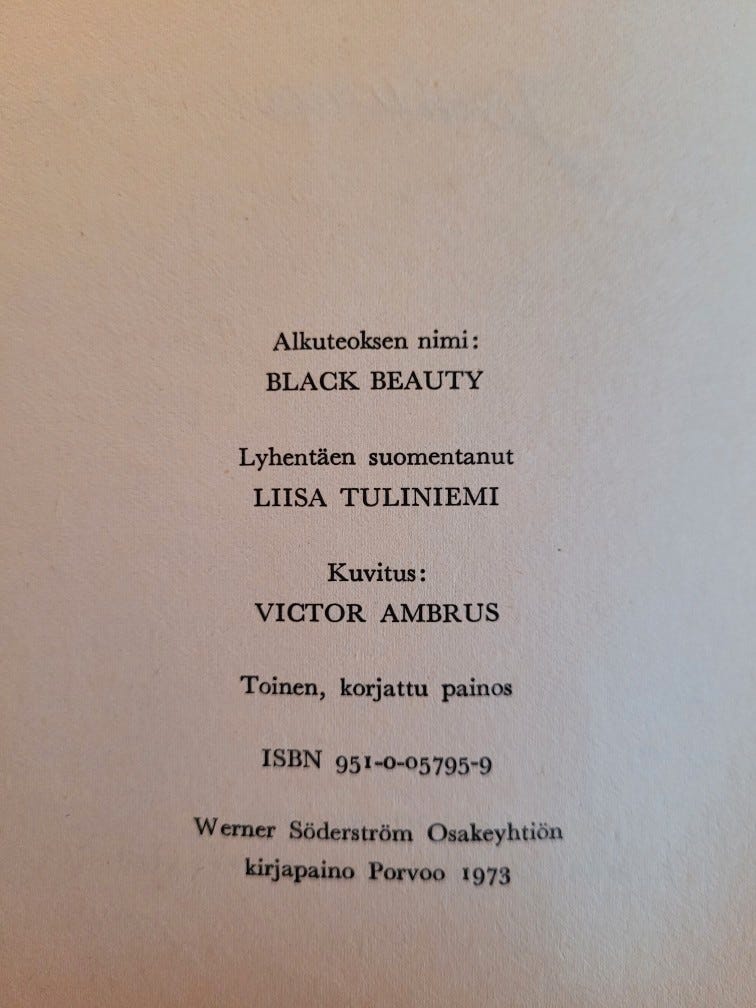 Alkuteoksen nimi:
BLACK BEAUTY
Lyhentäen suomentanut
LIISA TULINIEMI
Kuvitus:
VICTOR AMBRUS
Toinen, korjattu painos
ISBN 951-0-05795-9
Werner Söderström Osakeyhtiön
kirjapaino Porvoo 1973